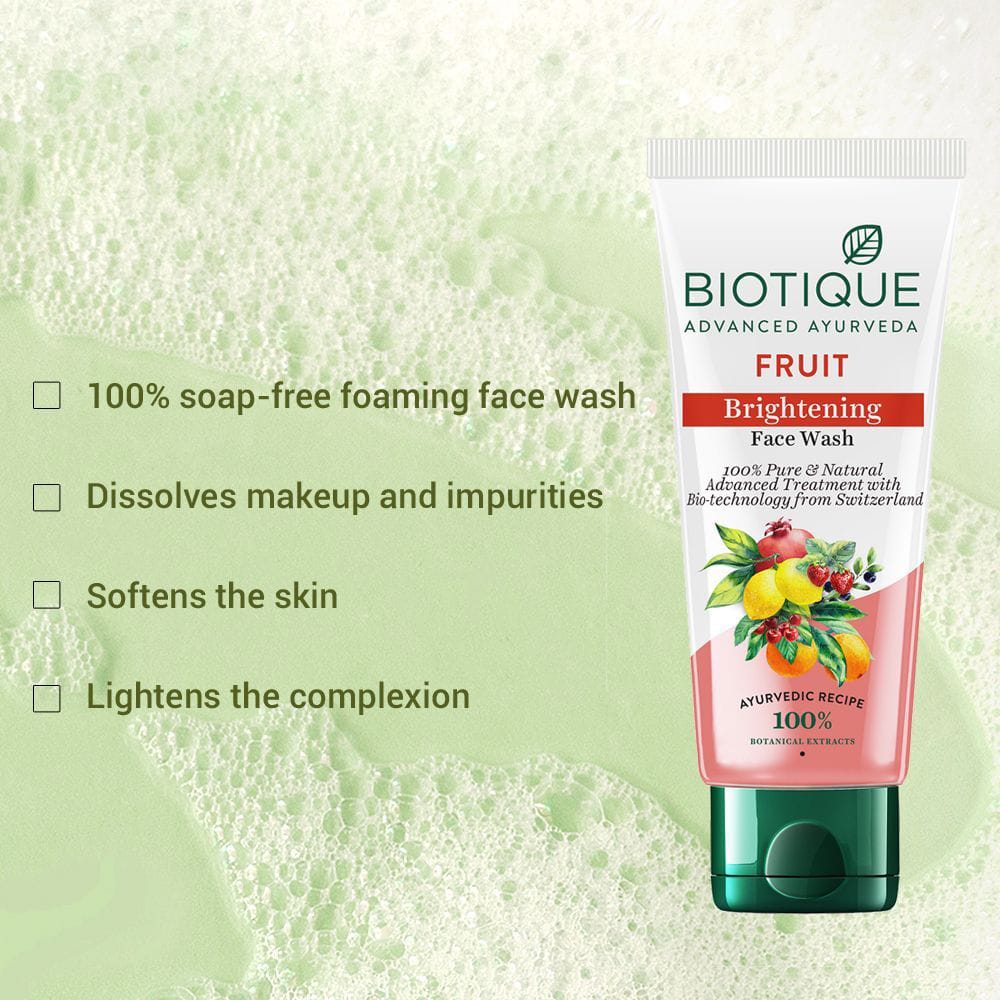 100% soap-free foaming face wash
Dissolves makeup and impurities
Softens the skin
Lightens the complexion
BIOTIQUE
ADVANCED AYURVEDA
FRUIT
Brightening
Face Wash
100% Pure & Natural
Advanced Treatment with
Bio-technology from Switzerland
AYURVEDIC RECIPE
100%
BOTANICAL EXTRACTS